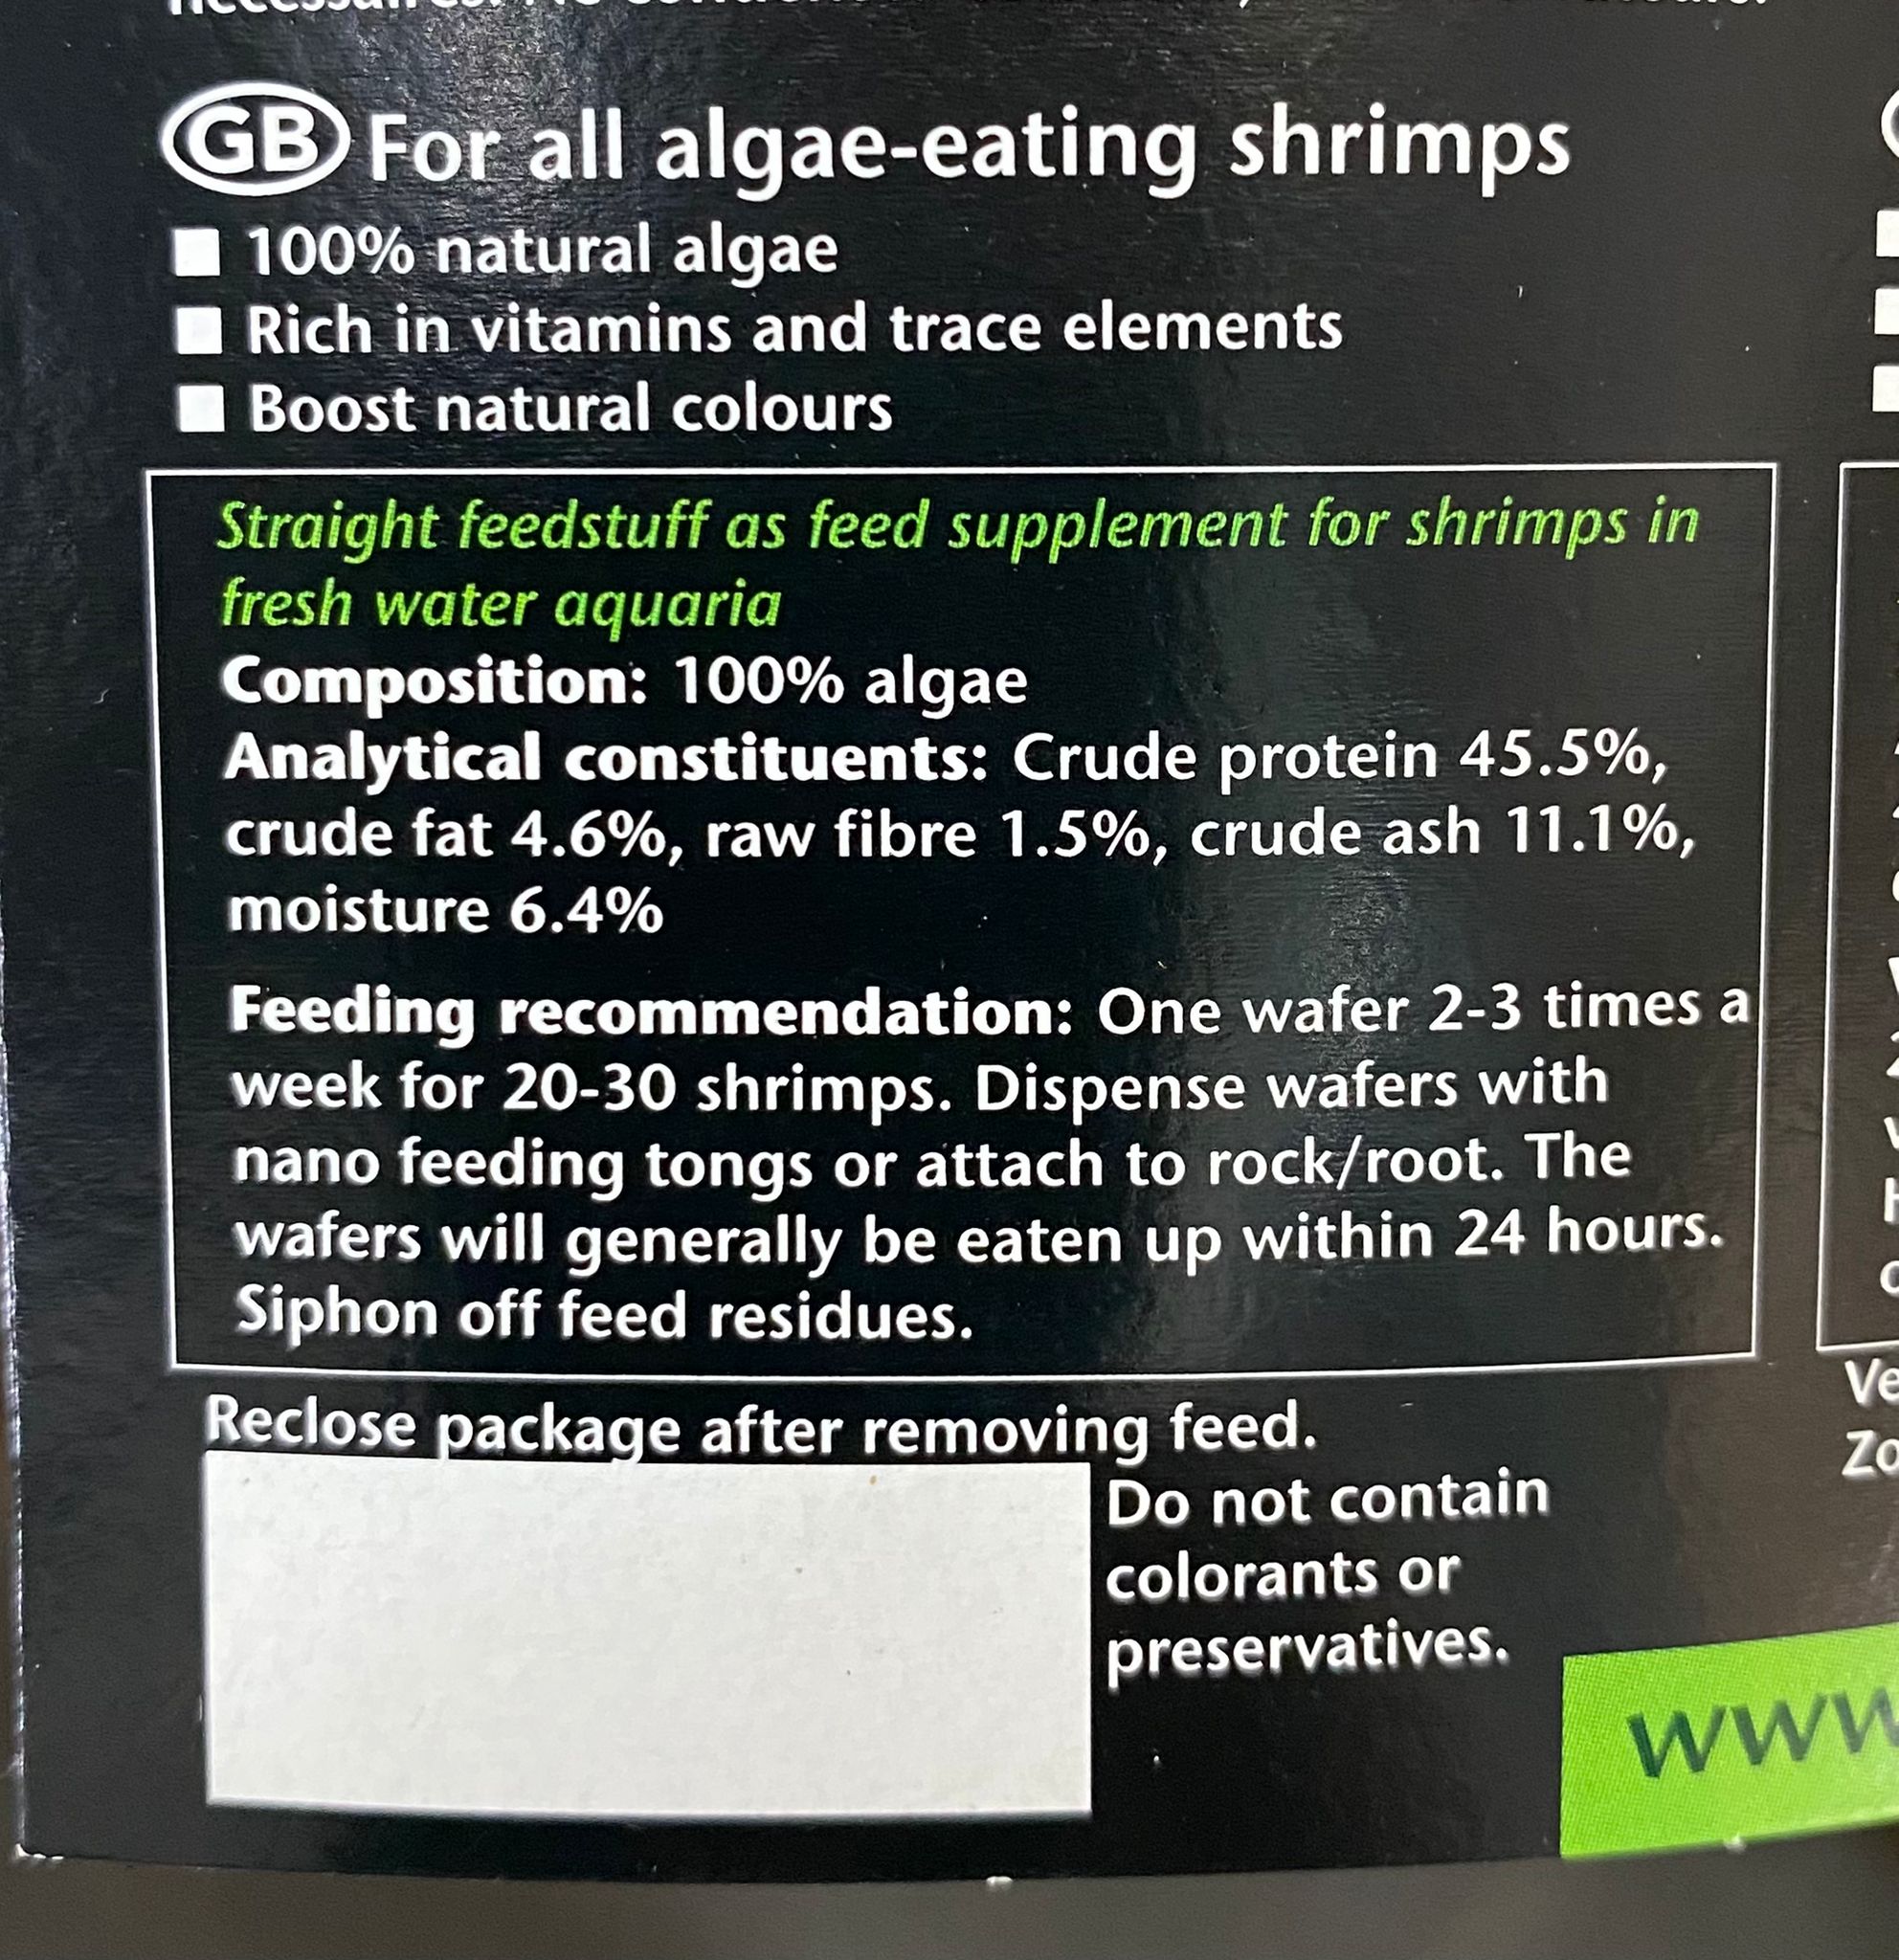 GB For all algae-eating shrimps
100% natural algae
Rich in vitamins and trace elements
Boost natural colours
Straight feedstuff as feed supplement for shrimps in
fresh water aquaria
Composition: 100% algae
Analytical constituents: Crude protein 45.5%,
crude fat 4.6%, raw fibre 1.5%, crude ash 11.1%,
moisture 6.4%
Feeding recommendation: One wafer 2-3 times a
week for 20-30 shrimps. Dispense wafers with
nano feeding tongs or attach to rock/root. The
wafers will generally be eaten up within 24 hours.
Siphon off feed residues.
Reclose package after removing feed.
Do not contain
colorants or
preservatives.
www
Ve
Zo